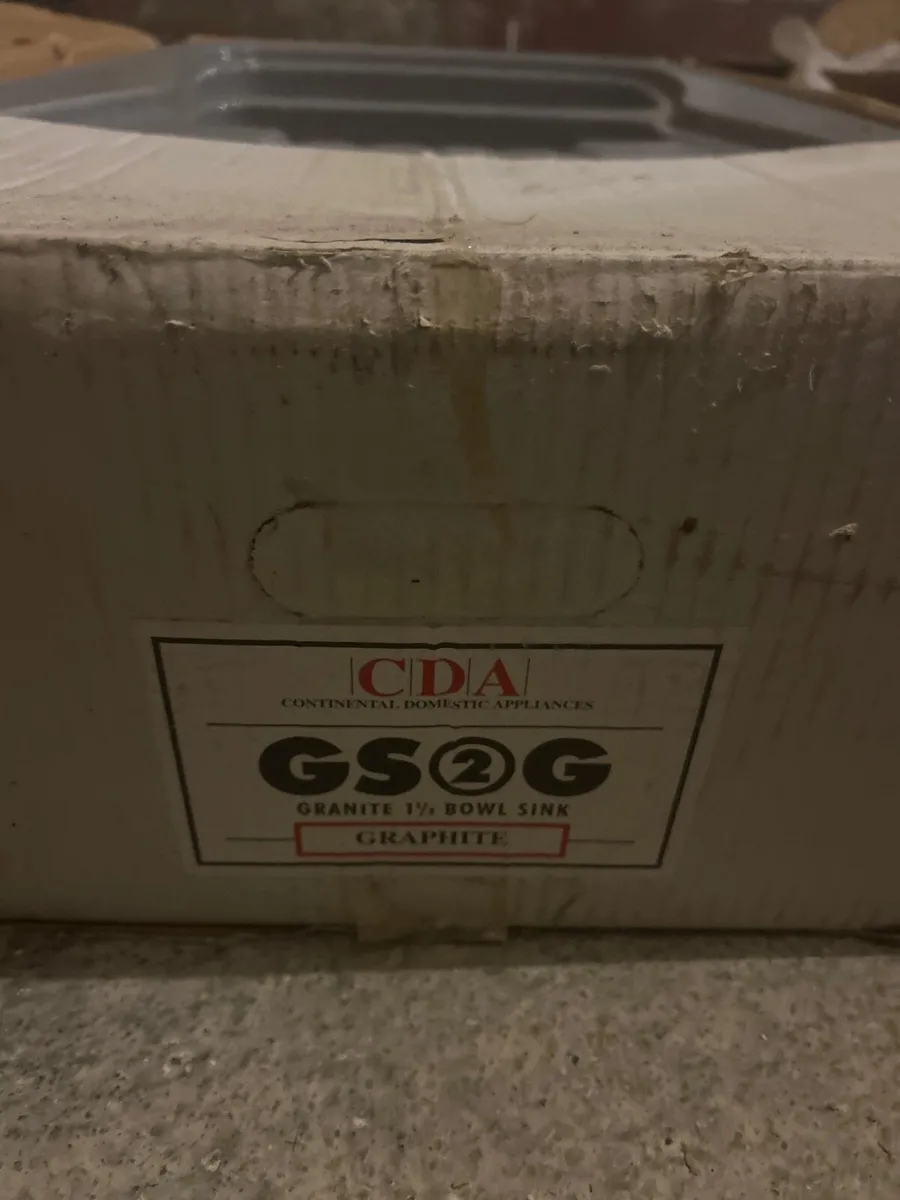 CDA
CONTINENTAL DOMESTIC APPLIANCES
GS②G
GRANITE 1½ BOWL SINK
GRAPHITE